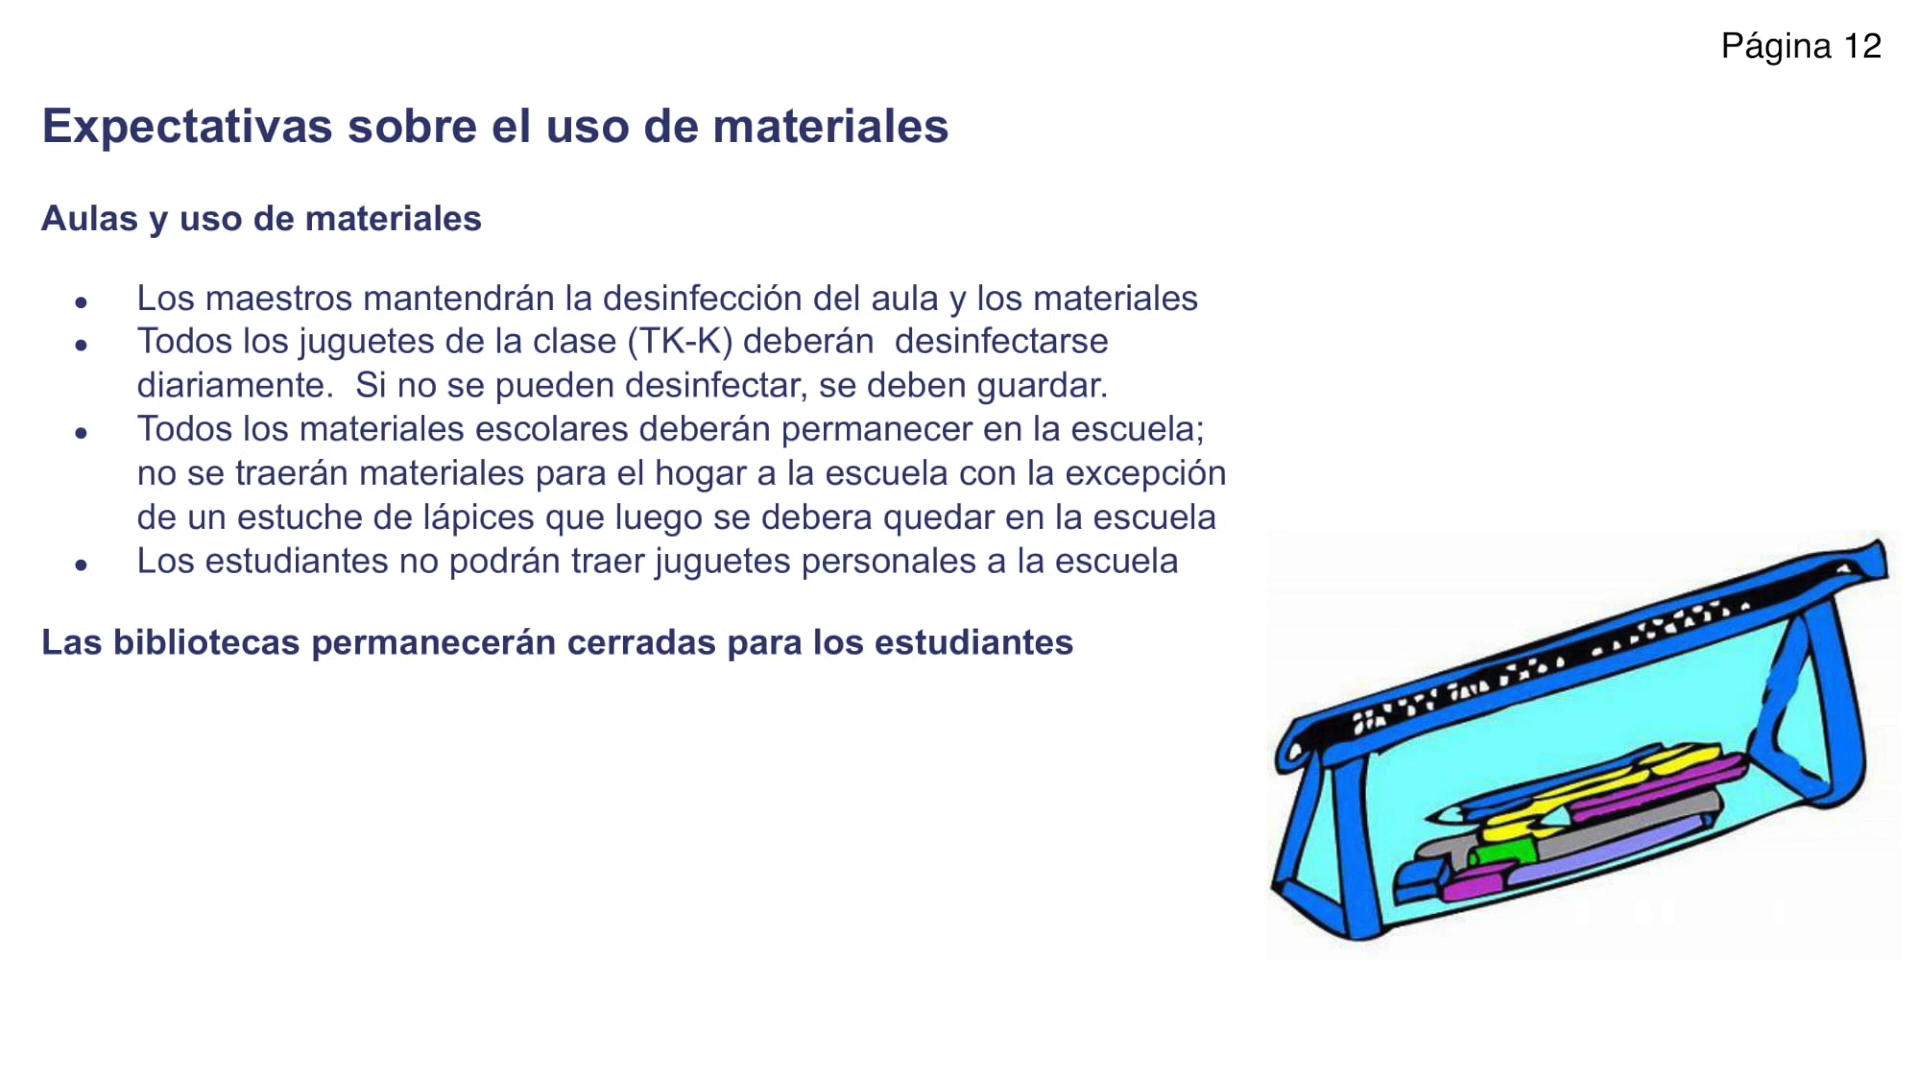 Página 12
Expectativas sobre el uso de materiales
Aulas y uso de materiales
● Los maestros mantendrán la desinfección del aula y los materiales
● Todos los juguetes de la clase (TK-K) deberán  desinfectarse
diariamente.  Si no se pueden desinfectar, se deben guardar.
● Todos los materiales escolares deberán permanecer en la escuela;
no se traerán materiales para el hogar a la escuela con la excepción
de un estuche de lápices que luego se debera quedar en la escuela
● Los estudiantes no podrán traer juguetes personales a la escuela
Las bibliotecas permanecerán cerradas para los estudiantes